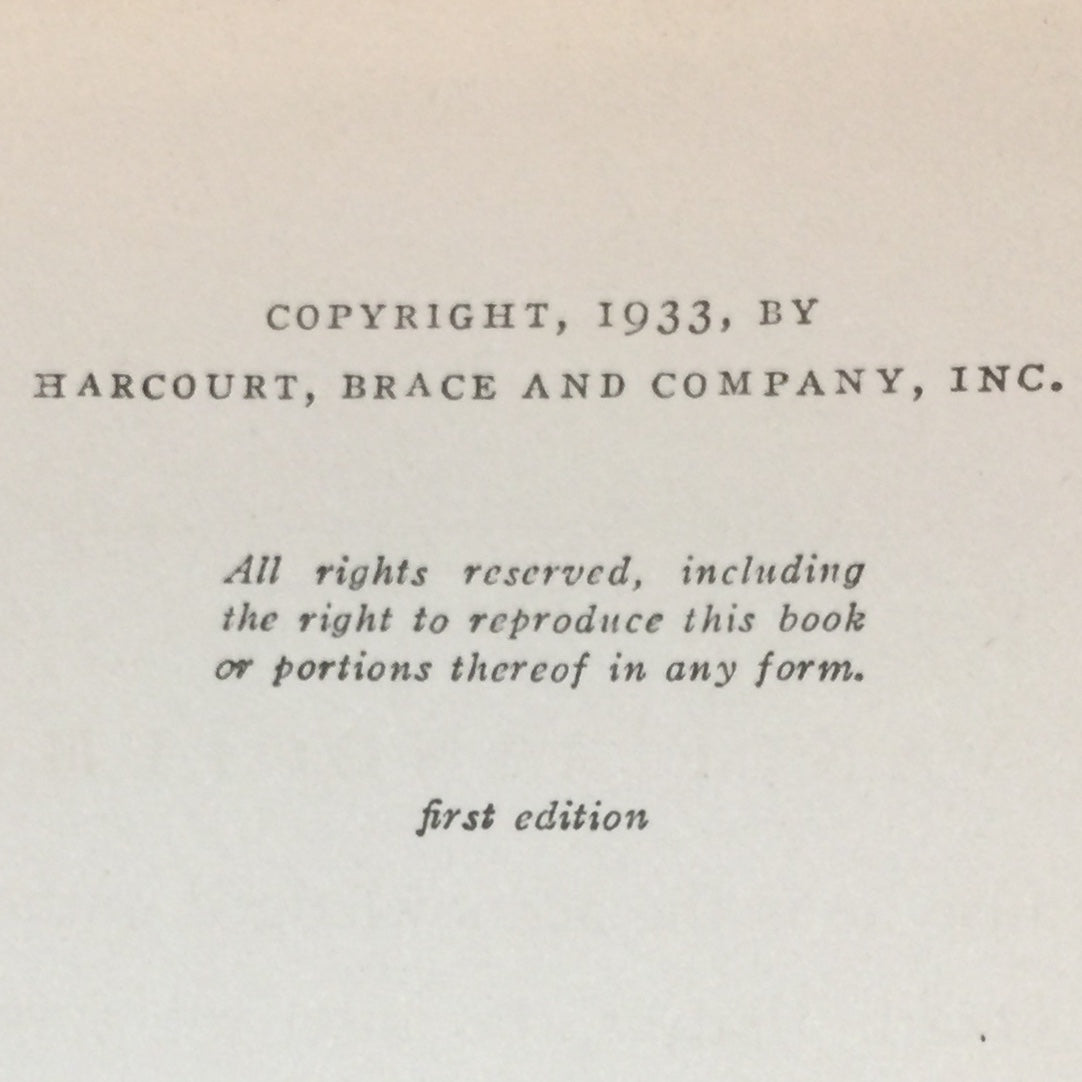 COPYRIGHT, 1933, BY
HARCOURT, BRACE AND COMPANY, INC.
All rights reserved, including
the right to reproduce this book
or portions thereof in any form.
first edition